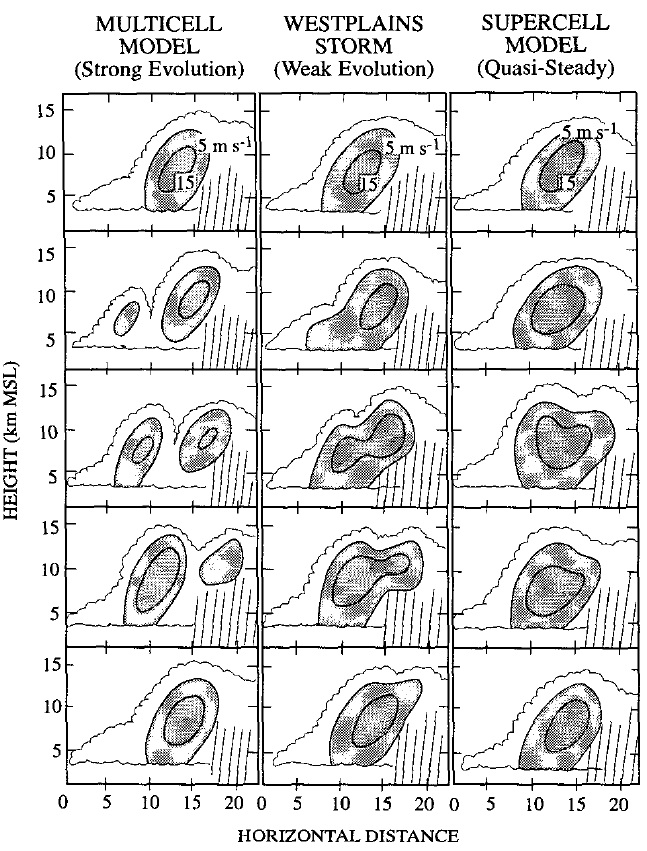 MULTICELL MODEL (Strong Evolution)
WESTPLAINS STORM (Weak Evolution)
SUPERCELL MODEL (Quasi-Steady)
15
10
5
5 m s-1
15
5 m s-1
15
5 m s-1
15
15
10
5
15
10
5
15
10
5
15
10
5
HEIGHT (km MSL)
0 5 10 15 20 0 5 10 15 20 0 5 10 15 20
HORIZONTAL DISTANCE